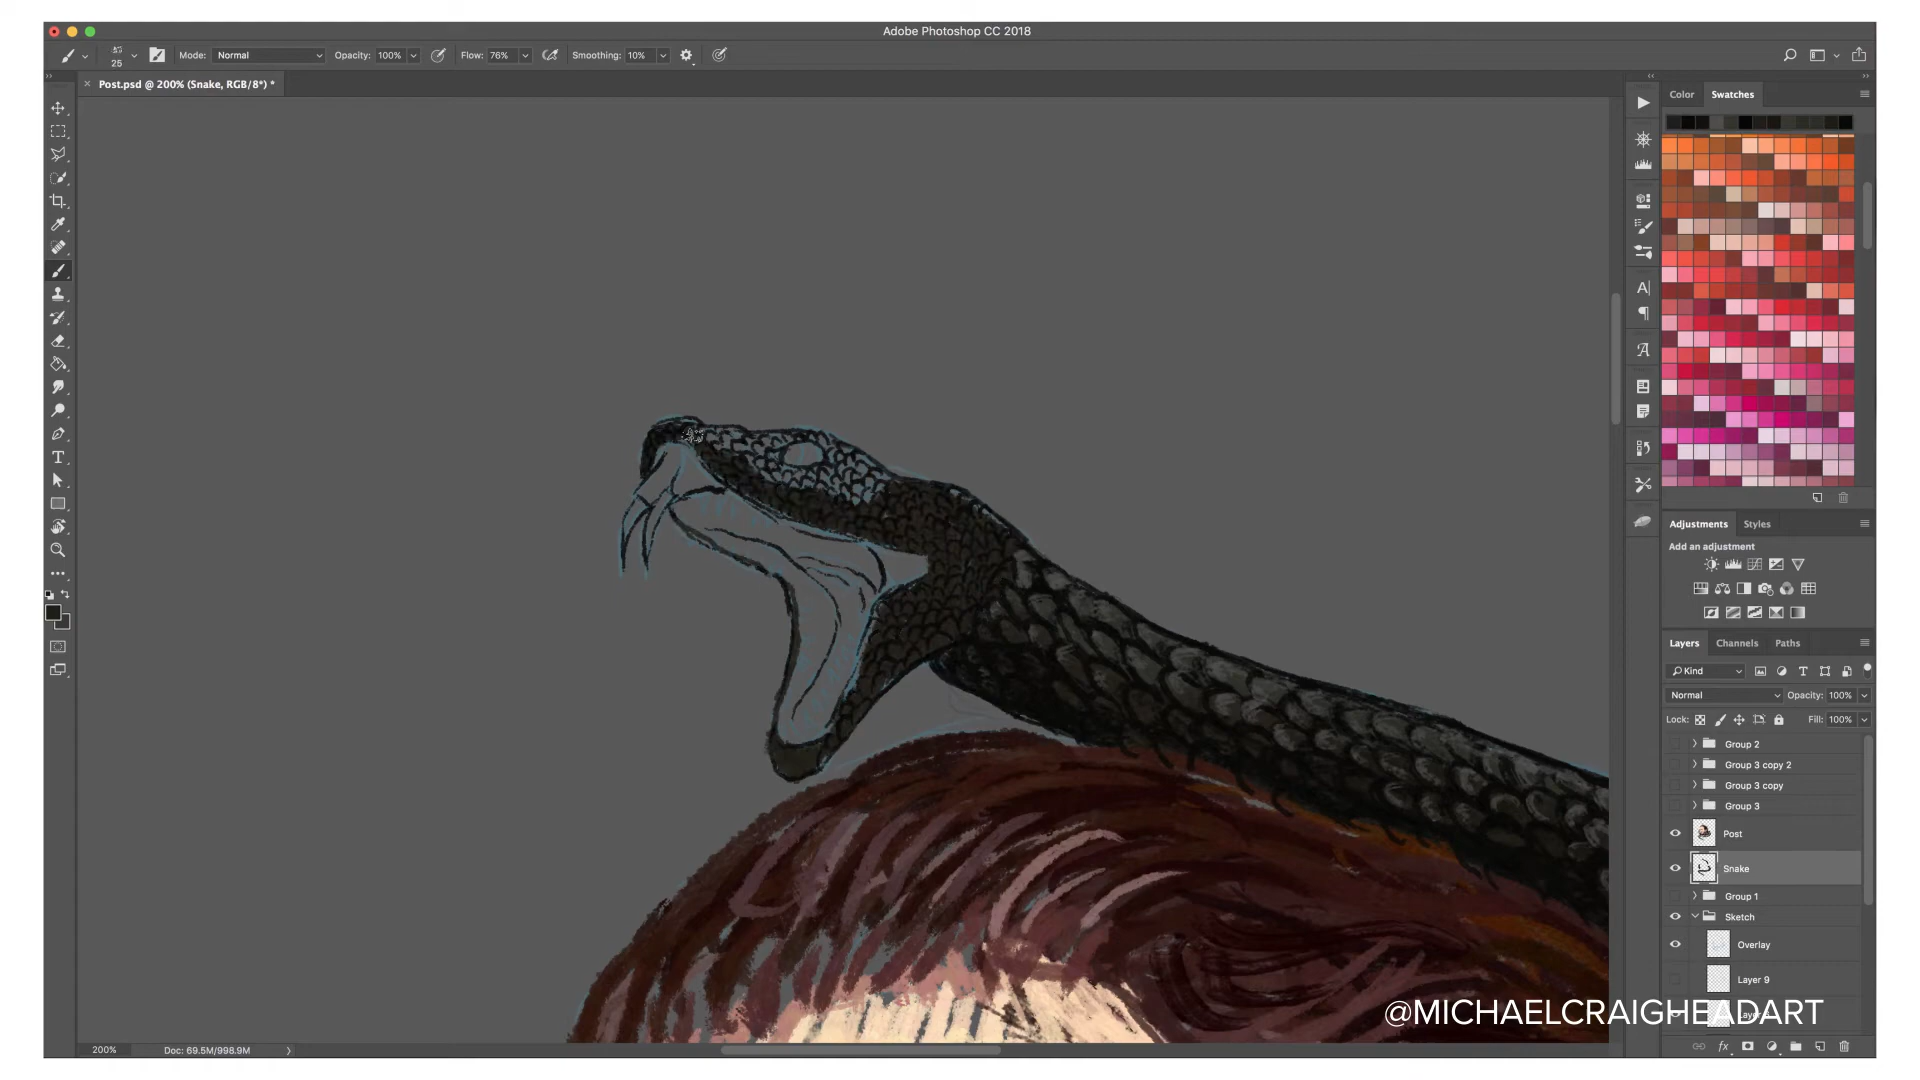 Adobe Photoshop CC 2018
25
Mode: Normal
Opacity: 100%
Flow: 76%
Smoothing: 10%
Post.psd @ 200% (Snake, RGB/8*) *
Color
Swatches
Adjustments
Styles
Add an adjustment
Layers
Channels
Paths
Kind
Normal
Opacity: 100%
Lock:
Fill: 100%
Group 2
Group 3 copy 2
Group 3 copy
Group 3
Post
Snake
Group 1
Sketch
Overlay
Layer 9
@MICHAELCRAIGHEADART
200%
Doc: 69.5M/998.9M
fx